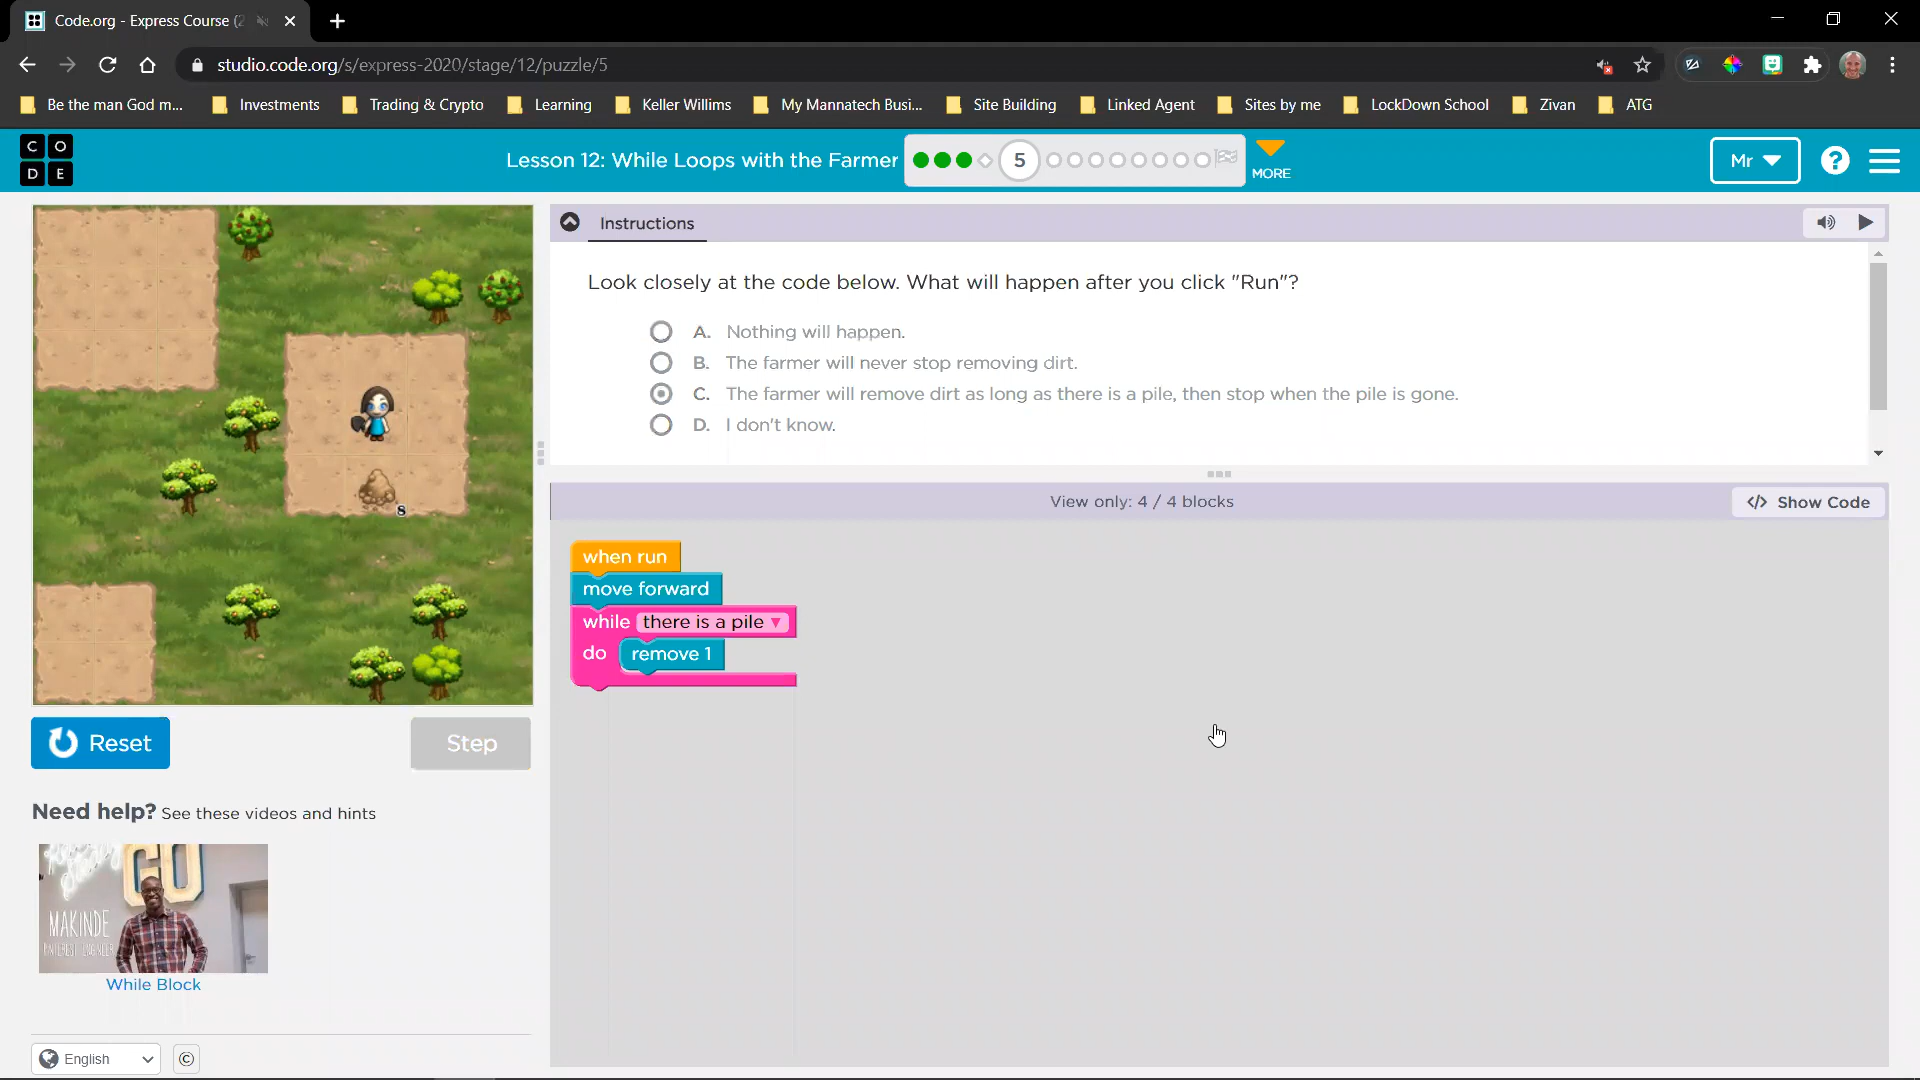 Code.org - Express Course (2
studio.code.org/s/express-2020/stage/12/puzzle/5
Be the man God m...
Investments
Trading & Crypto
Learning
Keller Willims
My Mannatech Busi...
Site Building
Linked Agent
Sites by me
LockDown School
Zivan
ATG
C O
D E
Lesson 12: While Loops with the Farmer
5
MORE
Mr
?
Instructions
Look closely at the code below. What will happen after you click "Run"?
A. Nothing will happen.
B. The farmer will never stop removing dirt.
C. The farmer will remove dirt as long as there is a pile, then stop when the pile is gone.
D. I don't know.
8
View only: 4 / 4 blocks
</> Show Code
when run
move forward
while there is a pile
do remove 1
Reset
Step
Need help? See these videos and hints
GO
MAKINDE
PINTEREST ENGINEER
While Block
English
©